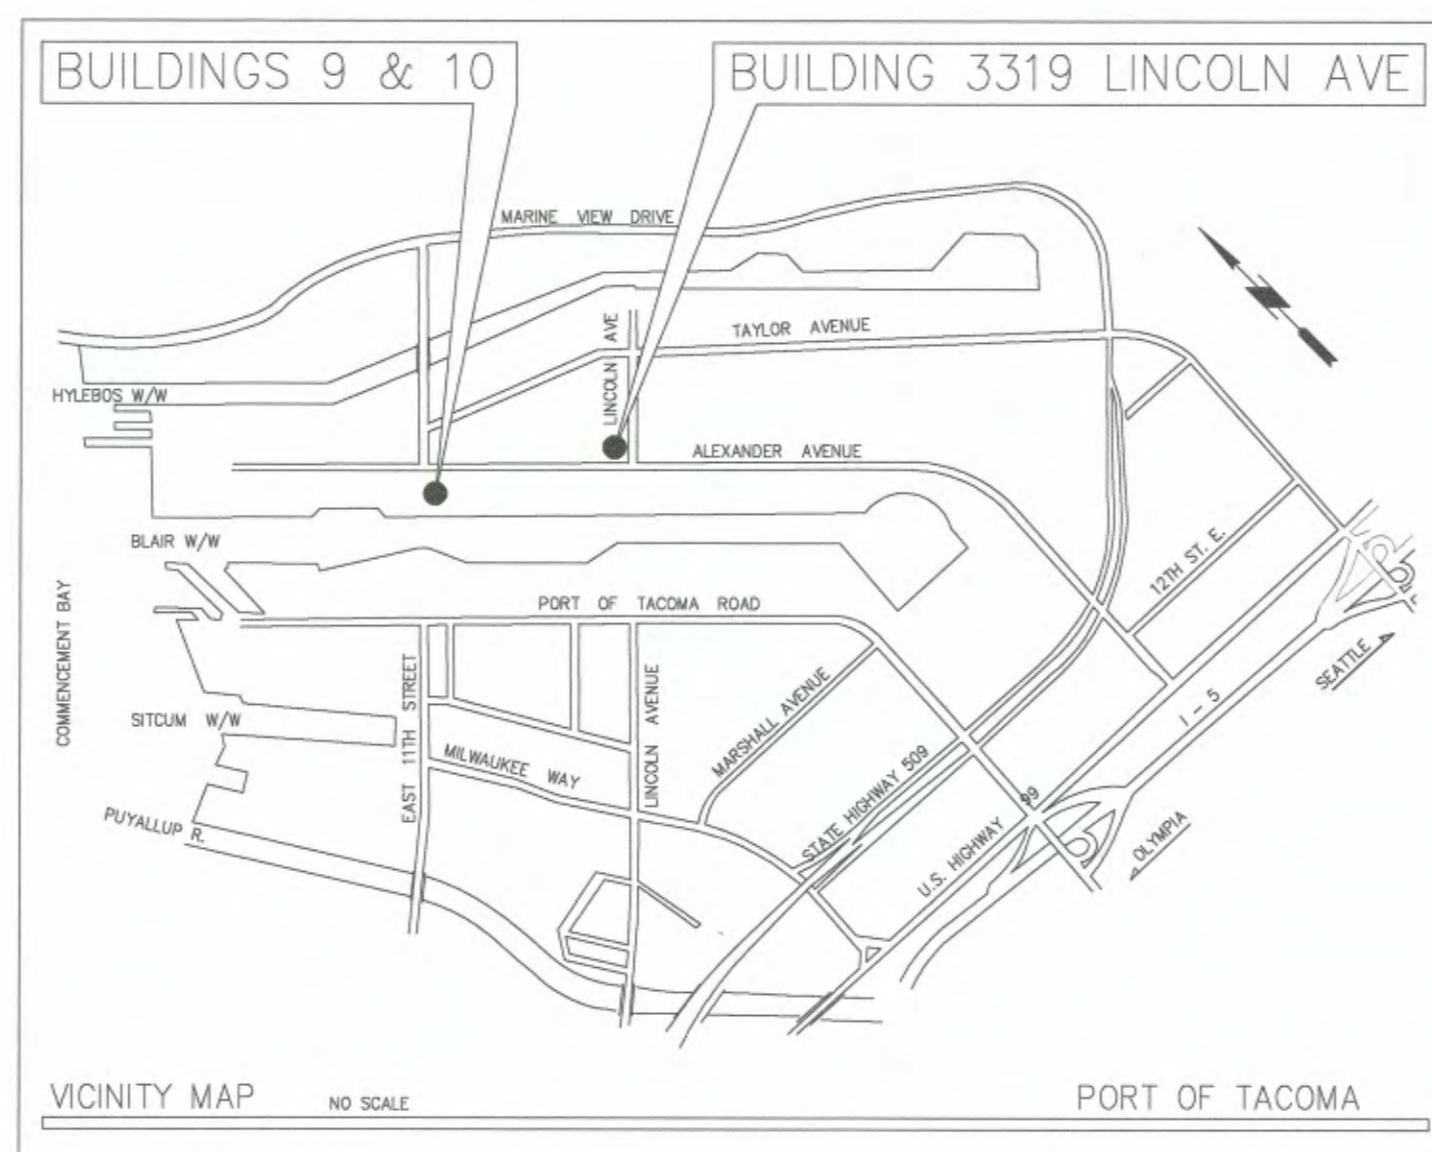 BUILDINGS 9 & 10
BUILDING 3319 LINCOLN AVE
MARINE VIEW DRIVE
LINCOLN AVE
TAYLOR AVENUE
HYLEBOS W/W
ALEXANDER AVENUE
BLAIR W/W
12TH ST. E.
COMMENCEMENT BAY
PORT OF TACOMA ROAD
SEATTLE
EAST 11TH STREET
LINCOLN AVENUE
MARSHALL AVENUE
I - 5
SITCUM W/W
MILWAUKEE WAY
STATE HIGHWAY 509
U.S. HIGHWAY 99
PUYALLUP R.
OLYMPIA
VICINITY MAP
NO SCALE
PORT OF TACOMA